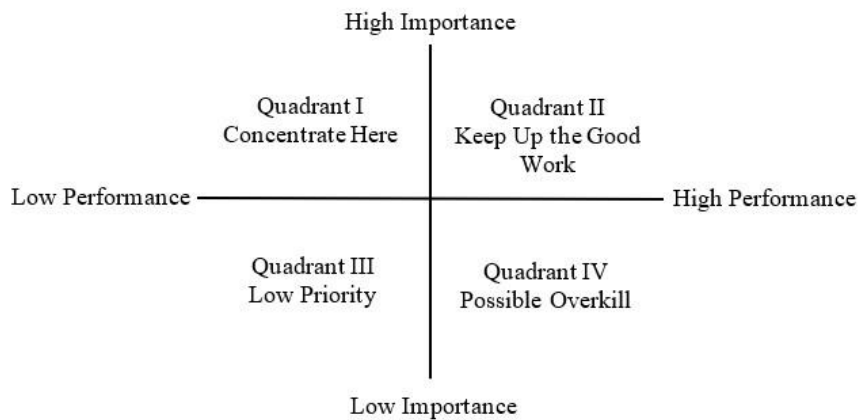 High Importance
Quadrant I
Concentrate Here
Quadrant II
Keep Up the Good
Work
Low Performance
High Performance
Quadrant III
Low Priority
Quadrant IV
Possible Overkill
Low Importance